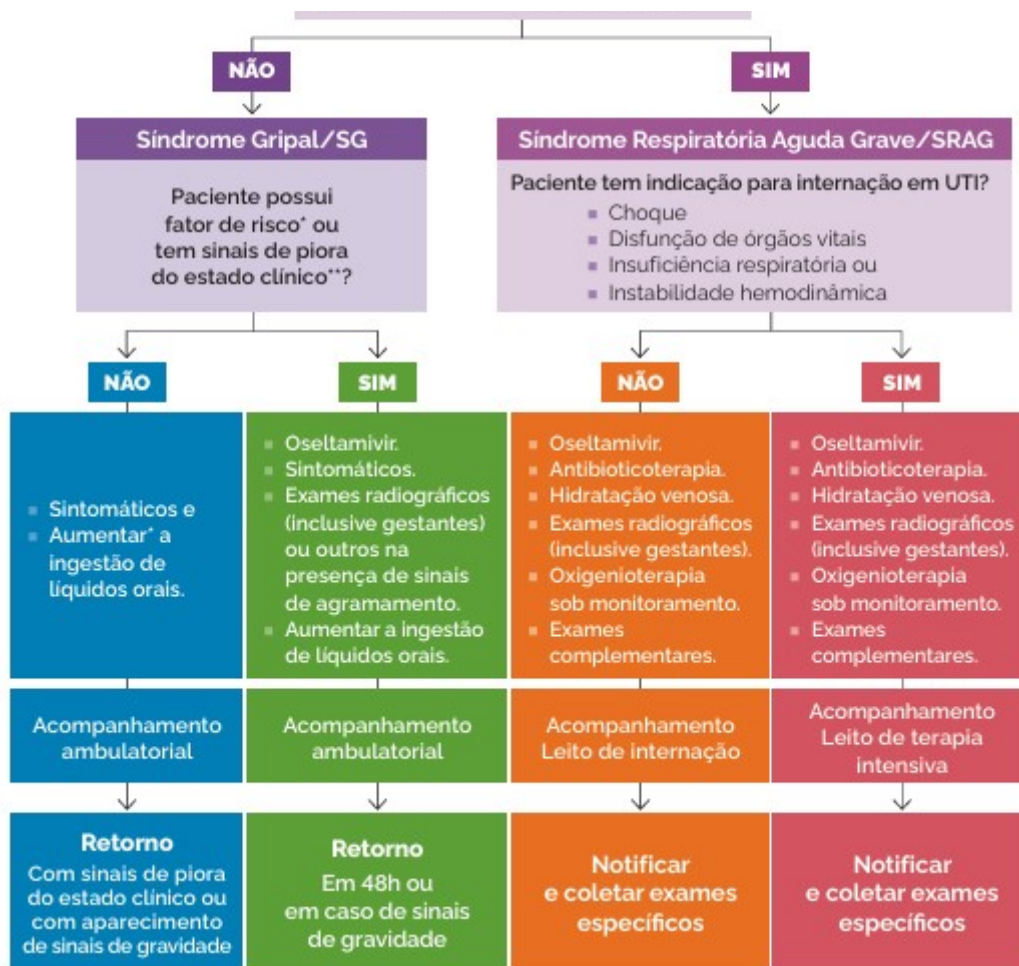 NÃO
SIM
Síndrome Gripal/SG
Paciente possui
fator de risco* ou
tem sinais de piora
do estado clínico**?
Síndrome Respiratória Aguda Grave/SRAG
Paciente tem indicação para internação em UTI?
Choque
Disfunção de órgãos vitais
Insuficiência respiratória ou
Instabilidade hemodinâmica
NÃO
SIM
NÃO
SIM
Sintomáticos e
Aumentar* a
ingestão de
líquidos orais.
Oseltamivir.
Sintomáticos.
Exames radiográficos
(inclusive gestantes)
ou outros na
presença de sinais
de agramamento.
Aumentar a ingestão
de líquidos orais.
Oseltamivir.
Antibioticoterapia.
Hidratação venosa.
Exames radiográficos
(inclusive gestantes).
Oxigenioterapia
sob monitoramento.
Exames
complementares.
Oseltamivir.
Antibioticoterapia.
Hidratação venosa.
Exames radiográficos
(inclusive gestantes).
Oxigenioterapia
sob monitoramento.
Exames
complementares.
Acompanhamento
ambulatorial
Acompanhamento
ambulatorial
Acompanhamento
Leito de internação
Acompanhamento
Leito de terapia
intensiva
Retorno
Com sinais de piora
do estado clínico ou
com aparecimento
de sinais de gravidade
Retorno
Em 48h ou
em caso de sinais
de gravidade
Notificar
e coletar exames
específicos
Notificar
e coletar exames
específicos